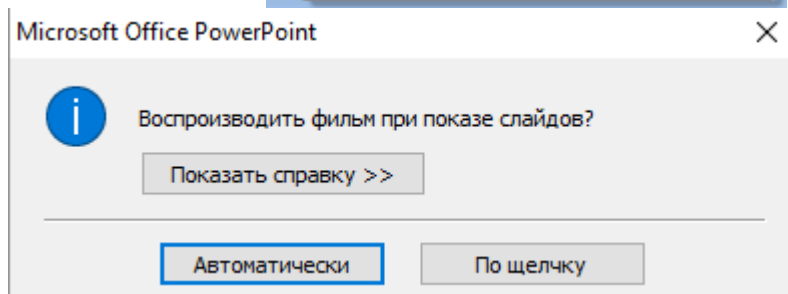 Microsoft Office PowerPoint
Воспроизводить фильм при показе слайдов?
Показать справку >>
Автоматически
По щелчку